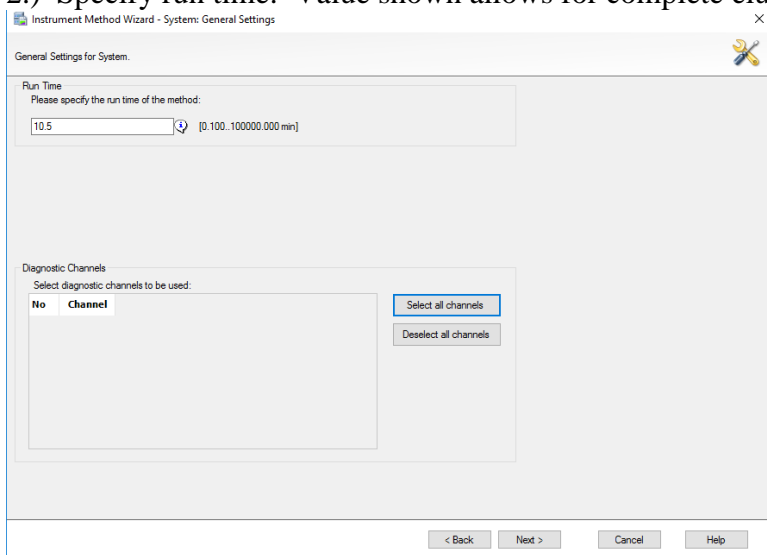 2.) Specify run time. Value shown allows for complete
Instrument Method Wizard - System: General Settings
General Settings for System.
Run Time
Please specify the run time of the method:
10.5 [0.100..100000.000 min]
Diagnostic Channels
Select diagnostic channels to be used:
No Channel
Select all channels
Deselect all channels
< Back Next > Cancel Help